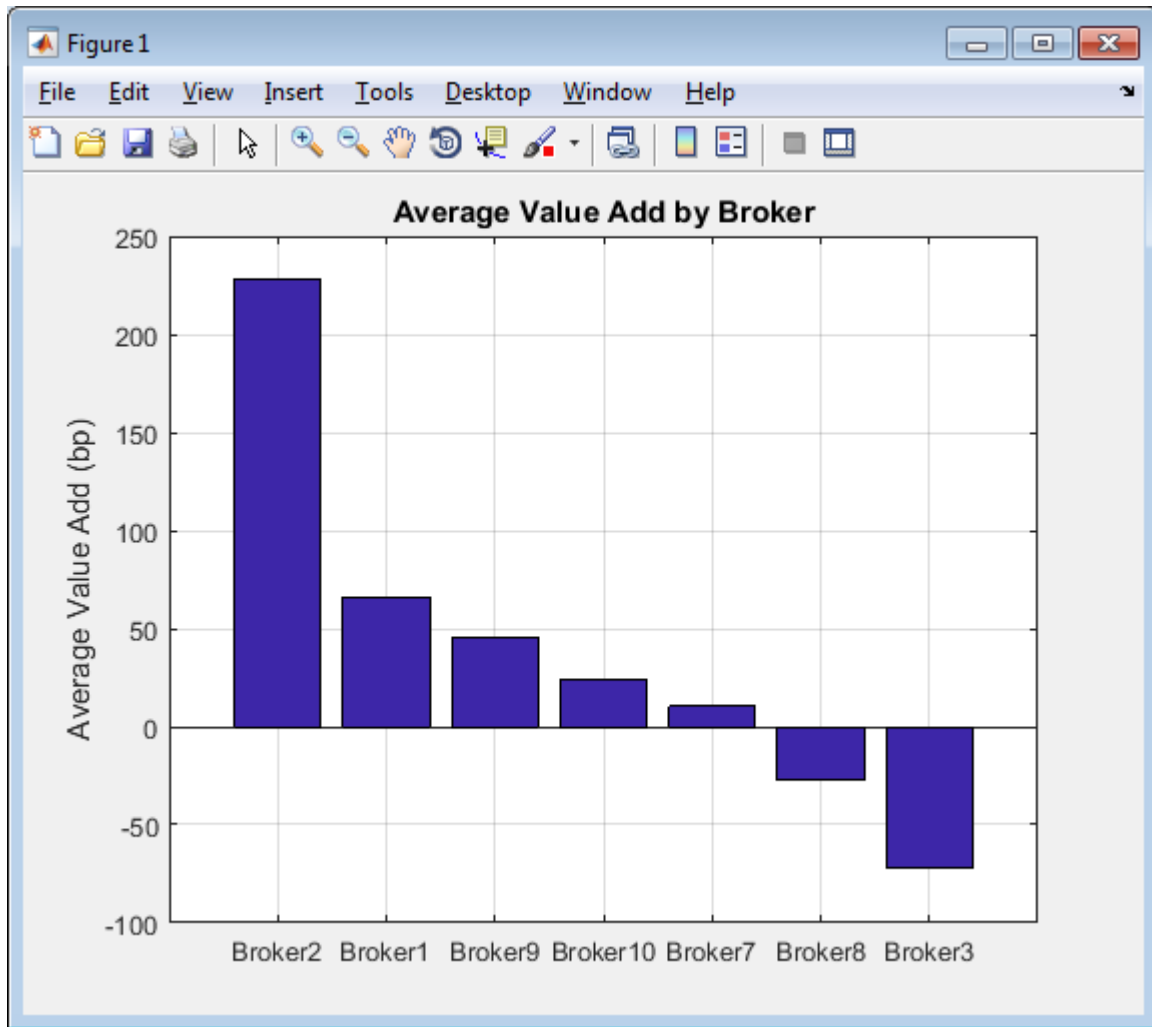 Figure 1
File Edit View Insert Tools Desktop Window Help
Average Value Add by Broker
250
200
150
100
50
0
-50
-100
Average Value Add (bp)
Broker2 Broker1 Broker9 Broker10 Broker7 Broker8 Broker3